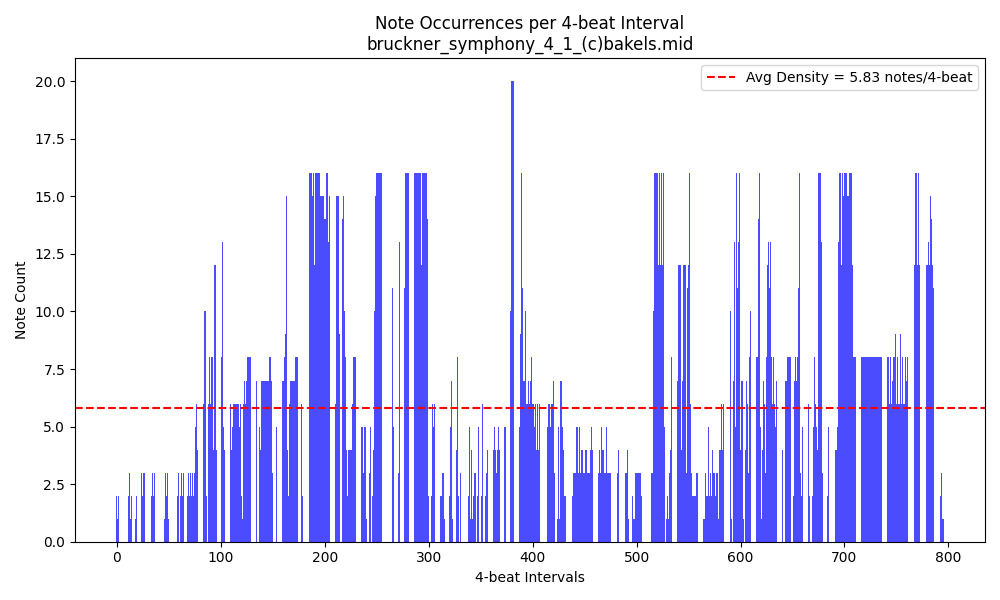 Note Occurrences per 4-beat Interval
bruckner_symphony_4_1_(c)bakels.mid
Avg Density = 5.83 notes/4-beat
Note Count
20.0
17.5
15.0
12.5
10.0
7.5
5.0
2.5
0.0
0 100 200 300 400 500 600 700 800
4-beat Intervals